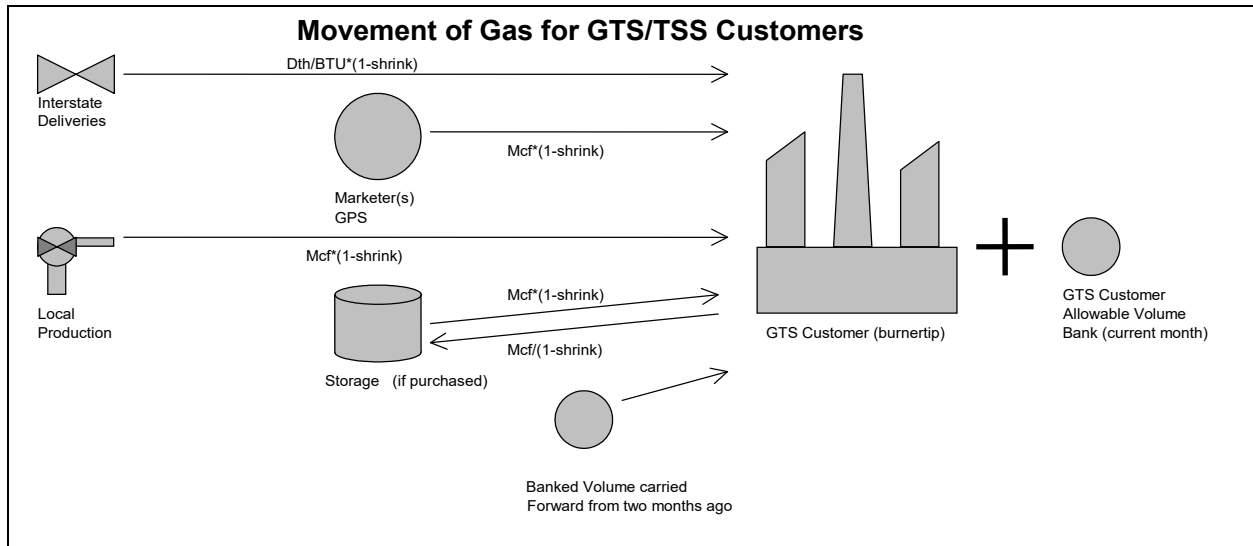 Movement of Gas for GTS/TSS Customers
Dth/BTU*(1-shrink)
Interstate
Deliveries
Mcf*(1-shrink)
Marketer(s)
GPS
Mcf*(1-shrink)
Local
Production
Mcf*(1-shrink)
Mcf/(1-shrink)
Storage (if purchased)
GTS Customer (burnertip)
GTS Customer
Allowable Volume
Bank (current month)
Banked Volume carried
Forward from two months ago